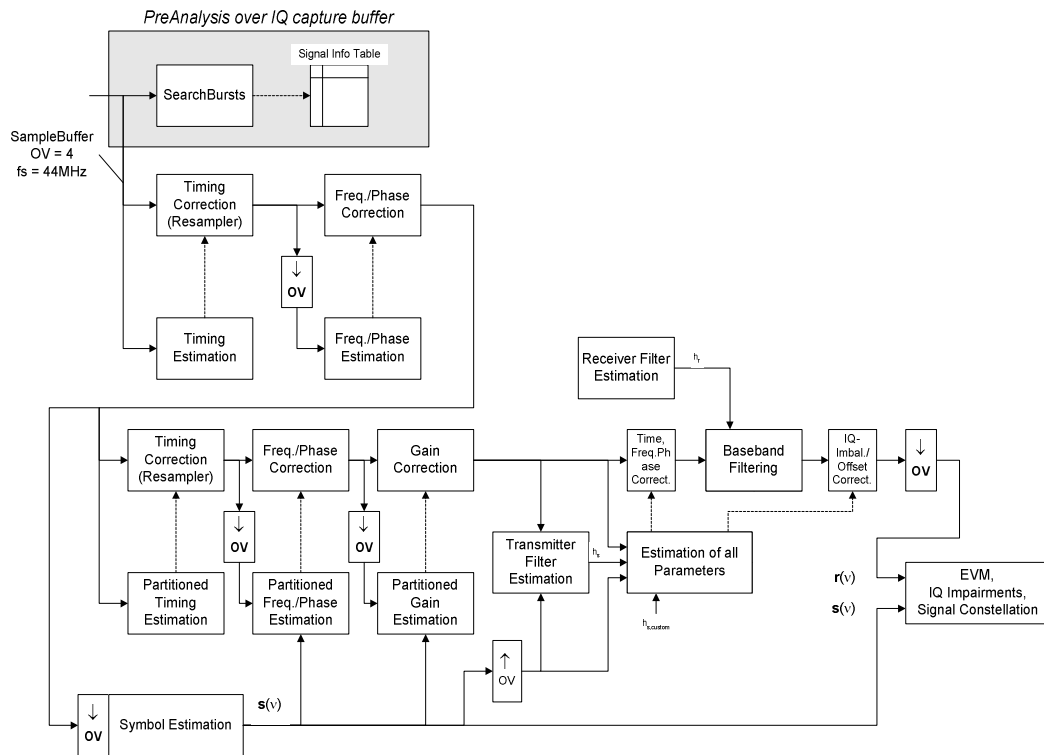 PreAnalysis over IQ capture buffer
Signal Info Table
SearchBursts
SampleBuffer
OV = 4
fs = 44MHz
Timing
Correction
(Resampler)
Freq./Phase
Correction
↓
OV
Timing
Estimation
Freq./Phase
Estimation
Receiver Filter
Estimation
hr
Timing
Correction
(Resampler)
Freq./Phase
Correction
Gain
Correction
Time,
Freq.Ph
ase
Correct.
Baseband
Filtering
IQ-
Imbal./
Offset
Correct.
↓
OV
↓
OV
↓
OV
Transmitter
Filter
Estimation
hs
Estimation of all
Parameters
Partitioned
Timing
Estimation
Partitioned
Freq./Phase
Estimation
Partitioned
Gain
Estimation
hs,custom
r(ν)
s(ν)
EVM,
IQ Impairments,
Signal Constellation
↑
OV
↓
OV
Symbol Estimation
s(ν)